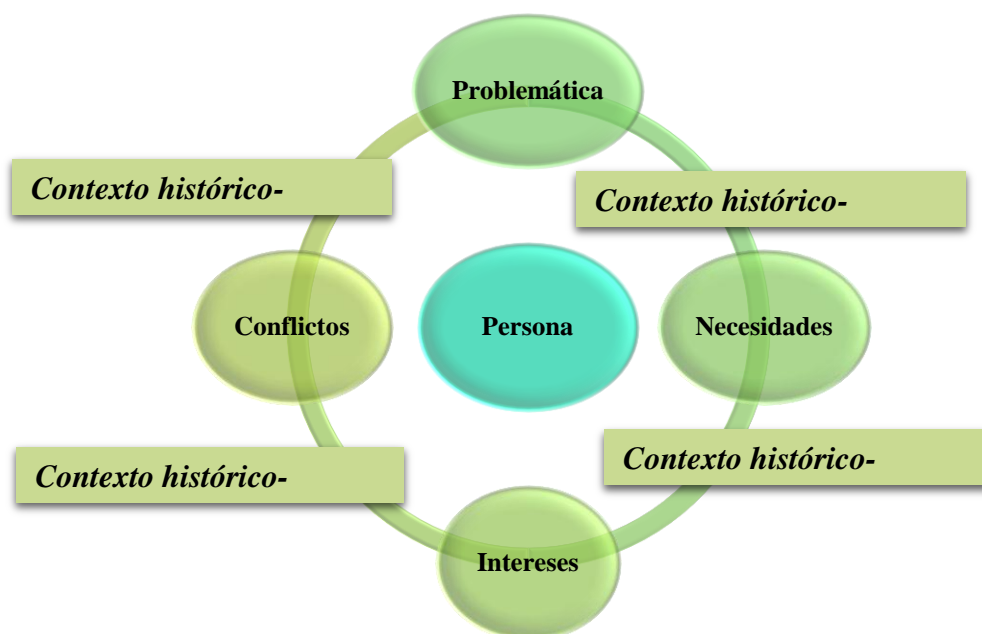 Problemática
Contexto histórico-
Contexto histórico-
Conflictos
Persona
Necesidades
Contexto histórico-
Contexto histórico-
Intereses